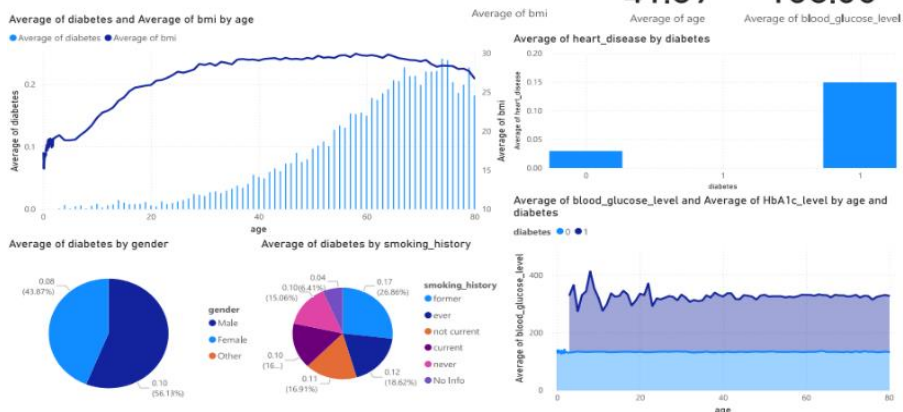 Average of bmi
Average of age
Average of blood_glucose_level
Average of diabetes and Average of bmi by age
Average of diabetes
Average of bmi
Average of diabetes
0.2
0.1
0.0
30
25
20
15
10
Average of bmi
0
20
40
60
80
age
Average of heart_disease by diabetes
Average of heart_disease
0.20
0.15
0.10
0.05
0.00
0
1
1
diabetes
Average of diabetes by gender
0.08
(43.87%)
0.10
(56.13%)
gender
Male
Female
Other
Average of diabetes by smoking_history
0.04
0.10 (6.41%)
(15.06%)
0.17
(26.86%)
0.10
(16...)
0.11
(16.91%)
0.12
(18.62%)
smoking_history
former
ever
not current
current
never
No Info
Average of blood_glucose_level and Average of HbA1c_level by age and
diabetes
diabetes
0
1
Average of blood_glucose_level
400
200
0
0
20
40
60
80
age